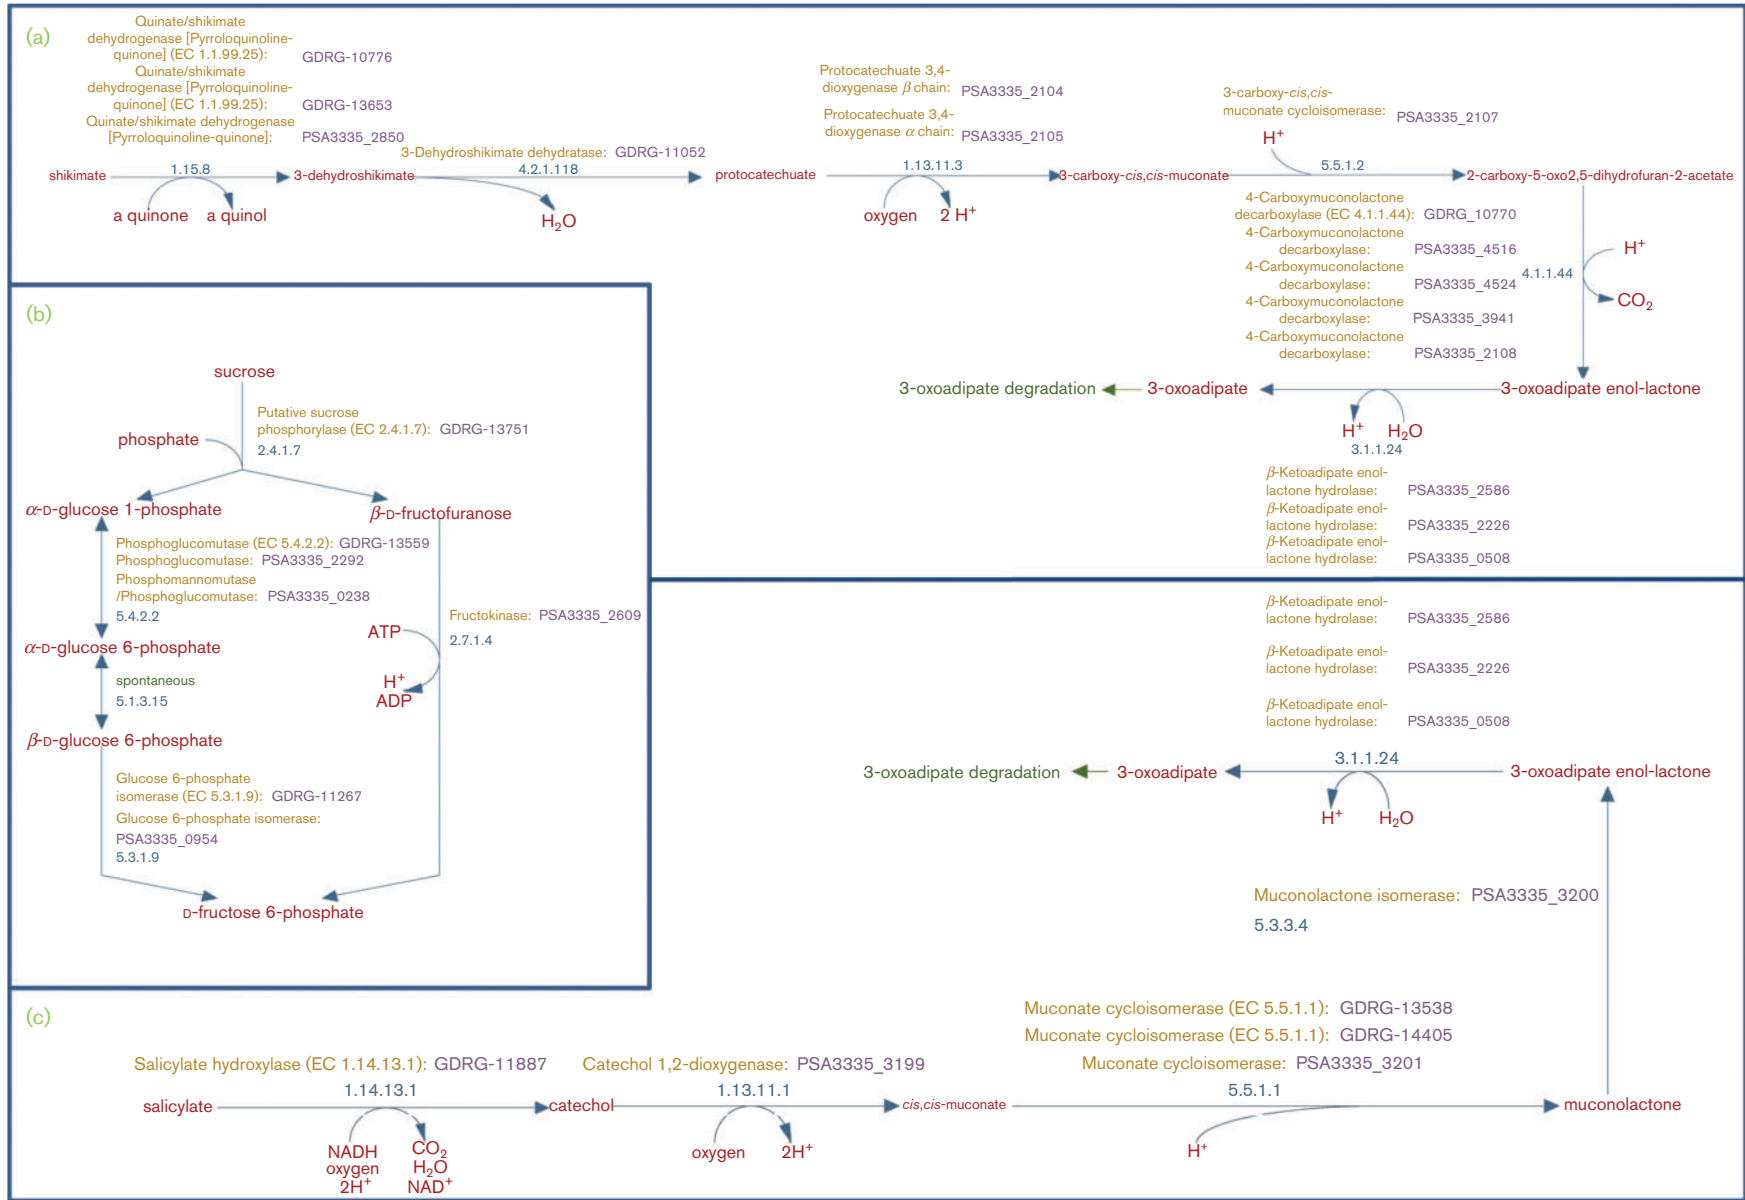 (a)
Quinate/shikimate
dehydrogenase [Pyrroloquinoline-
quinone] (EC 1.1.99.25): GDRG-10776
Quinate/shikimate
dehydrogenase [Pyrroloquinoline-
quinone] (EC 1.1.99.25): GDRG-13653
Quinate/shikimate dehydrogenase
[Pyrroloquinoline-quinone]: PSA3335_2850
3-Dehydroshikimate dehydratase: GDRG-11052
Protocatechuate 3,4-
dioxygenase β chain: PSA3335_2104
Protocatechuate 3,4-
dioxygenase α chain: PSA3335_2105
3-carboxy-cis,cis-
muconate cycloisomerase: PSA3335_2107
H⁺
shikimate 1.15.8 3-dehydroshikimate 4.2.1.118 protocatechuate 1.13.11.3 3-carboxy-cis,cis-muconate 5.5.1.2 2-carboxy-5-oxo2,5-dihydrofuran-2-acetate
a quinone a quinol H₂O oxygen 2 H⁺
4-Carboxymuconolactone
decarboxylase (EC 4.1.1.44): GDRG_10770
4-Carboxymuconolactone
decarboxylase: PSA3335_4516
4-Carboxymuconolactone
decarboxylase: PSA3335_4524
4-Carboxymuconolactone
decarboxylase: PSA3335_3941
4-Carboxymuconolactone
decarboxylase: PSA3335_2108
4.1.1.44
H⁺
CO₂
3-oxoadipate degradation 3-oxoadipate 3-oxoadipate enol-lactone
H⁺ H₂O
3.1.1.24
β-Ketoadipate enol-
lactone hydrolase: PSA3335_2586
β-Ketoadipate enol-
lactone hydrolase: PSA3335_2226
β-Ketoadipate enol-
lactone hydrolase: PSA3335_0508
(b)
sucrose
Putative sucrose
phosphorylase (EC 2.4.1.7): GDRG-13751
phosphate
2.4.1.7
α-D-glucose 1-phosphate β-D-fructofuranose
Phosphoglucomutase (EC 5.4.2.2): GDRG-13559
Phosphoglucomutase: PSA3335_2292
Phosphomannomutase
/Phosphoglucomutase: PSA3335_0238
5.4.2.2
Fructokinase: PSA3335_2609
2.7.1.4
ATP
H⁺
ADP
α-D-glucose 6-phosphate
spontaneous
5.1.3.15
β-D-glucose 6-phosphate
Glucose 6-phosphate
isomerase (EC 5.3.1.9): GDRG-11267
Glucose 6-phosphate isomerase:
PSA3335_0954
5.3.1.9
D-fructose 6-phosphate
(c)
Salicylate hydroxylase (EC 1.14.13.1): GDRG-11887
Catechol 1,2-dioxygenase: PSA3335_3199
Muconate cycloisomerase (EC 5.5.1.1): GDRG-13538
Muconate cycloisomerase (EC 5.5.1.1): GDRG-14405
Muconate cycloisomerase: PSA3335_3201
salicylate 1.14.13.1 catechol 1.13.11.1 cis,cis-muconate 5.5.1.1 muconolactone
NADH
oxygen
2H⁺
CO₂
H₂O
NAD⁺
oxygen 2H⁺
H⁺
Muconolactone isomerase: PSA3335_3200
5.3.3.4
β-Ketoadipate enol-
lactone hydrolase: PSA3335_2586
β-Ketoadipate enol-
lactone hydrolase: PSA3335_2226
β-Ketoadipate enol-
lactone hydrolase: PSA3335_0508
3.1.1.24
3-oxoadipate degradation 3-oxoadipate 3-oxoadipate enol-lactone
H⁺ H₂O